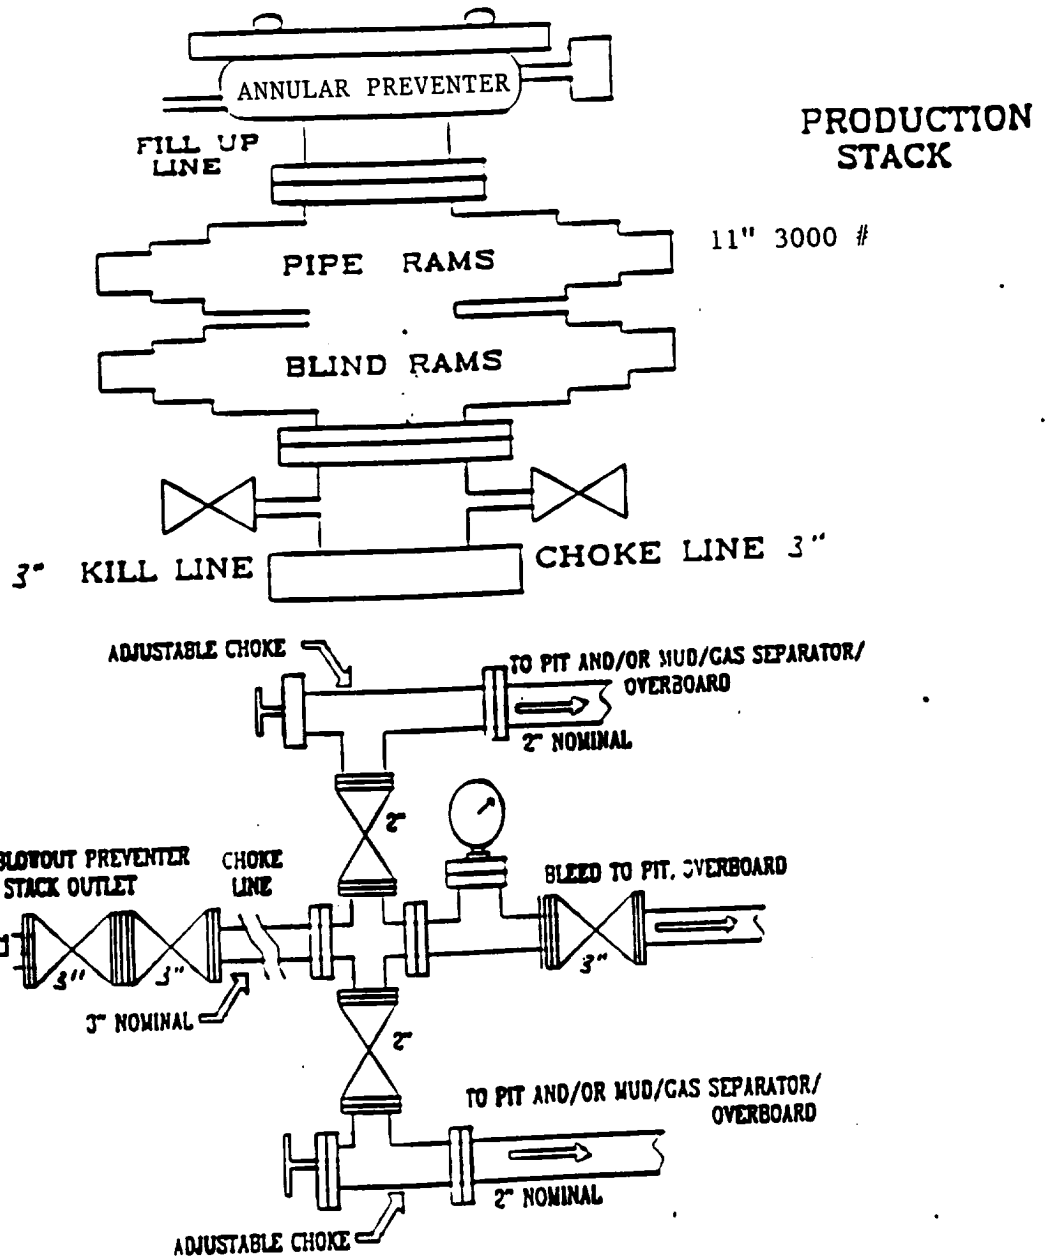 ANNULAR PREVENTER
FILL UP
LINE
PRODUCTION
STACK
11" 3000 #
PIPE RAMS
BLIND RAMS
3" KILL LINE
CHOKE LINE 3"
ADJUSTABLE CHOKE
TO PIT AND/OR MUD/GAS SEPARATOR/
OVERBOARD
2" NOMINAL
2"
BLOWOUT PREVENTER
STACK OUTLET
CHOKE
LINE
BLEED TO PIT, OVERBOARD
3"
3"
3"
3" NOMINAL
2"
TO PIT AND/OR MUD/GAS SEPARATOR/
OVERBOARD
2" NOMINAL
ADJUSTABLE CHOKE